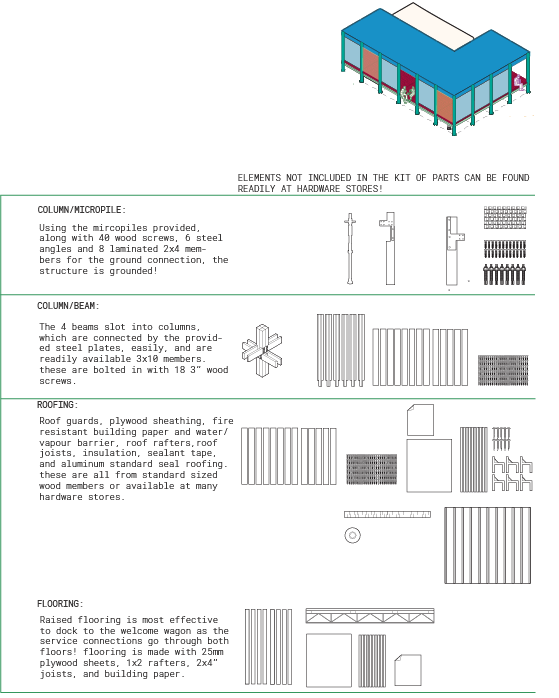 ELEMENTS NOT INCLUDED IN THE KIT OF PARTS CAN BE FOUND
READILY AT HARDWARE STORES!
COLUMN/MICROPILE:
Using the mircopiles provided,
along with 40 wood screws, 6 steel
angles and 8 laminated 2x4 mem-
bers for the ground connection, the
structure is grounded!
COLUMN/BEAM:
The 4 beams slot into columns,
which are connected by the provid-
ed steel plates, easily, and are
readily available 3x10 members.
these are bolted in with 18 3” wood
screws.
ROOFING:
Roof guards, plywood sheathing, fire
resistant building paper and water/
vapour barrier, roof rafters,roof
joists, insulation, sealant tape,
and aluminum standard seal roofing.
these are all from standard sized
wood members or available at many
hardware stores.
FLOORING:
Raised flooring is most effective
to dock to the welcome wagon as the
service connections go through both
floors! flooring is made with 25mm
plywood sheets, 1x2 rafters, 2x4”
joists, and building paper.